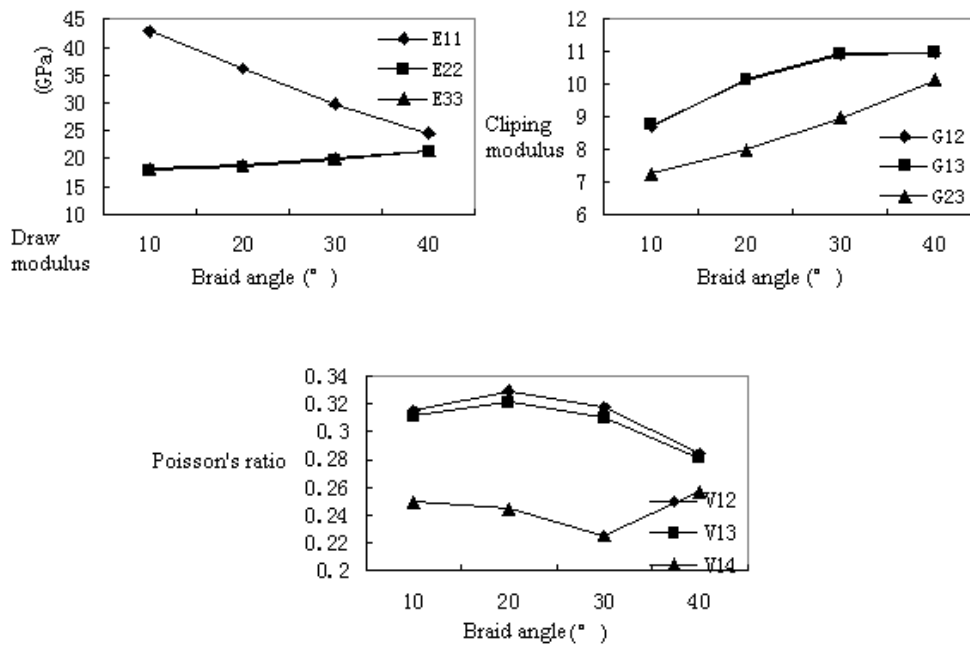 45
40
35
30
25
20
15
10
(GPa)
Draw
modulus
E11
E22
E33
10 20 30 40
Braid angle(° )
12
11
10
9
8
7
6
Cliping
modulus
G12
G13
G23
10 20 30 40
Braid angle(° )
0.34
0.32
0.3
0.28
0.26
0.24
0.22
0.2
Poisson's ratio
V12
V13
V14
10 20 30 40
Braid angle(° )